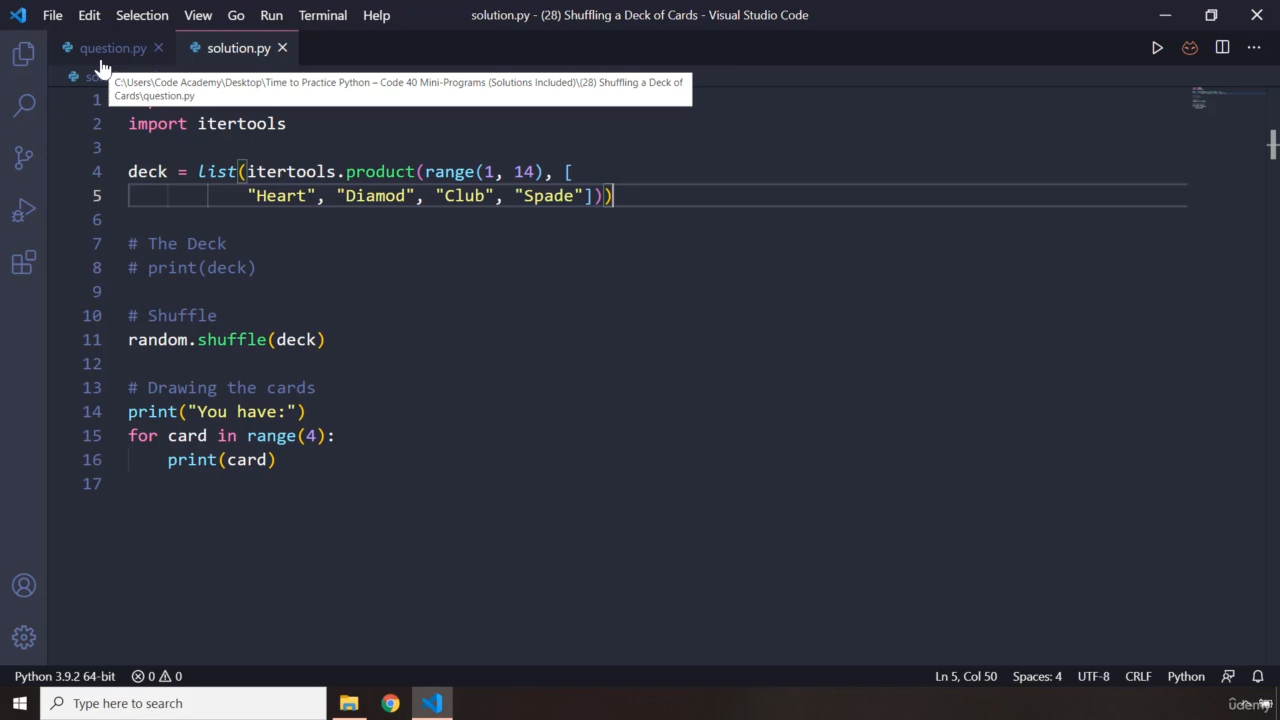 File Edit Selection View Go Run Terminal Help solution.py - (28) Shuffling a Deck of Cards - Visual Studio Code
question.py solution.py
C:\Users\Code Academy\Desktop\Time to Practice Python – Code 40 Mini-Programs (Solutions Included)\(28) Shuffling a Deck of
Cards\question.py
1
2 import itertools
3
4 deck = list(itertools.product(range(1, 14), [
5 "Heart", "Diamod", "Club", "Spade"]))
6
7 # The Deck
8 # print(deck)
9
10 # Shuffle
11 random.shuffle(deck)
12
13 # Drawing the cards
14 print("You have:")
15 for card in range(4):
16 print(card)
17
Python 3.9.2 64-bit 0 0 Ln 5, Col 50 Spaces: 4 UTF-8 CRLF Python
Type here to search